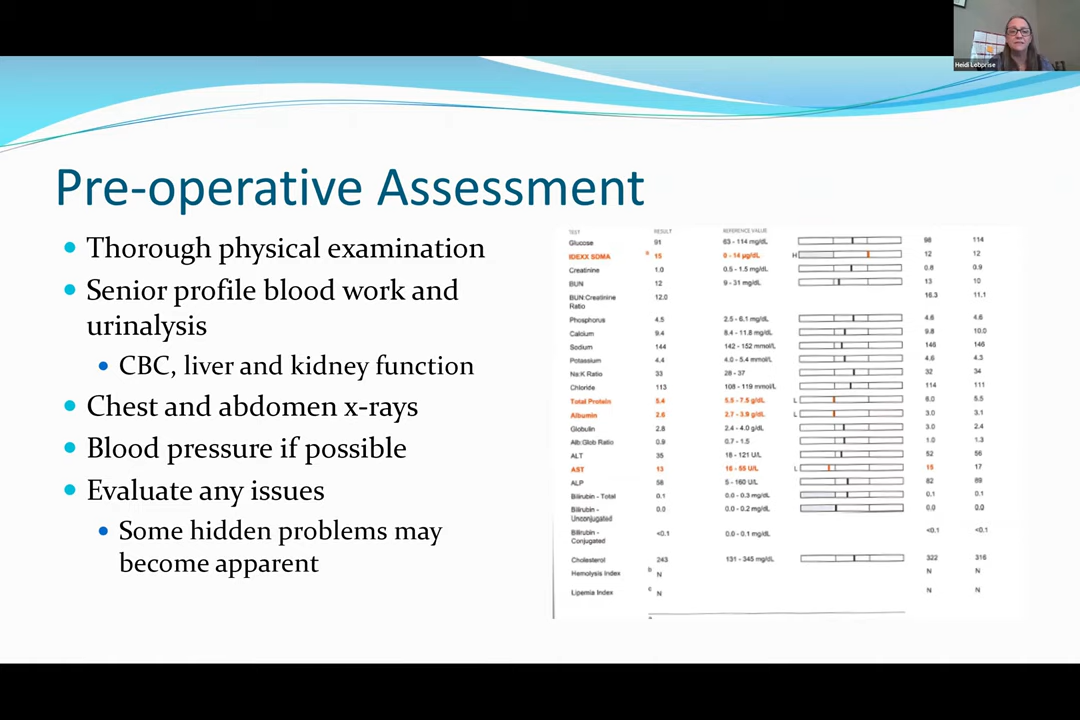 Heidi Lobprise
Pre-operative Assessment
Thorough physical examination
Senior profile blood work and
urinalysis
CBC, liver and kidney function
Chest and abdomen x-rays
Blood pressure if possible
Evaluate any issues
Some hidden problems may
become apparent
TEST RESULT REFERENCE VALUE
Glucose 91 63 - 114 mg/dL 98 114
IDEXX SDMA a 15 0 - 14 µg/dL H 12 12
Creatinine 1.0 0.5 - 1.5 mg/dL 0.8 0.9
BUN 12 9 - 31 mg/dL 13 10
BUN:Creatinine 12.0 16.3 11.1
Ratio
Phosphorus 4.5 2.5 - 6.1 mg/dL 4.6 4.6
Calcium 9.4 8.4 - 11.8 mg/dL 9.8 10.0
Sodium 144 142 - 152 mmol/L 146 146
Potassium 4.4 4.0 - 5.4 mmol/L 4.6 4.3
Na:K Ratio 33 28 - 37 32 34
Chloride 113 108 - 119 mmol/L 114 111
Total Protein 5.4 5.5 - 7.5 g/dL L 6.0 5.5
Albumin 2.6 2.7 - 3.9 g/dL L 3.0 3.1
Globulin 2.8 2.4 - 4.0 g/dL 3.0 2.4
Alb:Glob Ratio 0.9 0.7 - 1.5 1.0 1.3
ALT 35 18 - 121 U/L 52 56
AST 13 16 - 55 U/L L 15 17
ALP 58 5 - 160 U/L 82 89
Bilirubin - Total 0.1 0.0 - 0.3 mg/dL 0.1 0.1
Bilirubin - 0.0 0.0 - 0.2 mg/dL 0.0 0.0
Unconjugated
Bilirubin - <0.1 0.0 - 0.1 mg/dL <0.1 <0.1
Conjugated
Cholesterol 243 131 - 345 mg/dL 322 316
Hemolysis Index b N N N
Lipemia Index c N N N